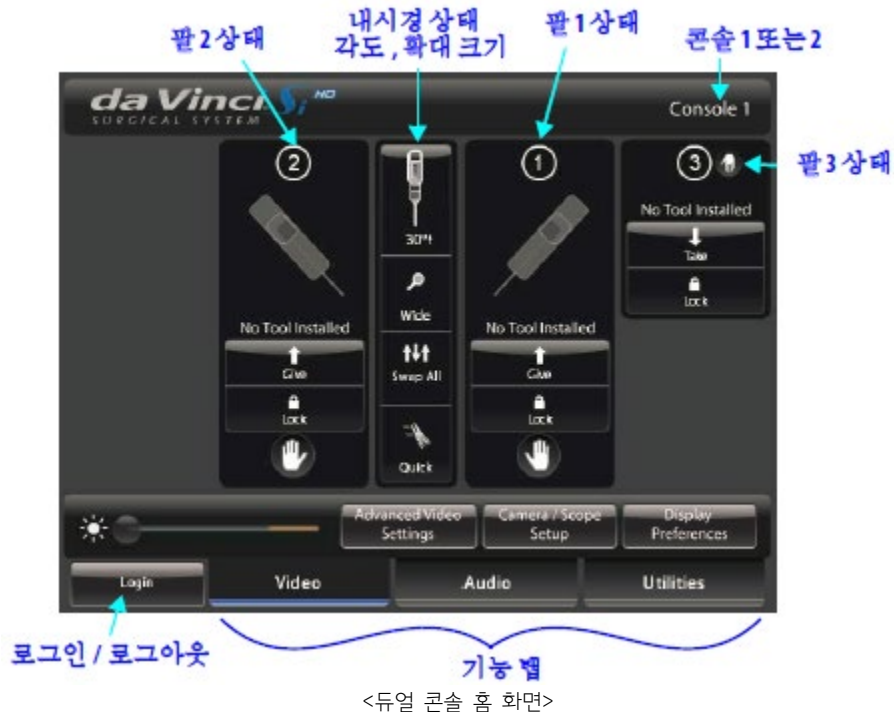 팔 2 상태
내시경 상태
각도 , 확대 크기
팔 1 상태
콘솔 1 또는 2
da Vinci Si HD
SURGICAL SYSTEM
Console 1
2
1
3
팔 3 상태
30°
No Tool Installed
Take
Lock
Wide
No Tool Installed
No Tool Installed
Give
Swap All
Give
Lock
Lock
Quick
Advanced Video
Settings
Camera / Scope
Setup
Display
Preferences
Login
Video
Audio
Utilities
로그인 / 로그아웃
기능 탭
<듀얼 콘솔 홈 화면>